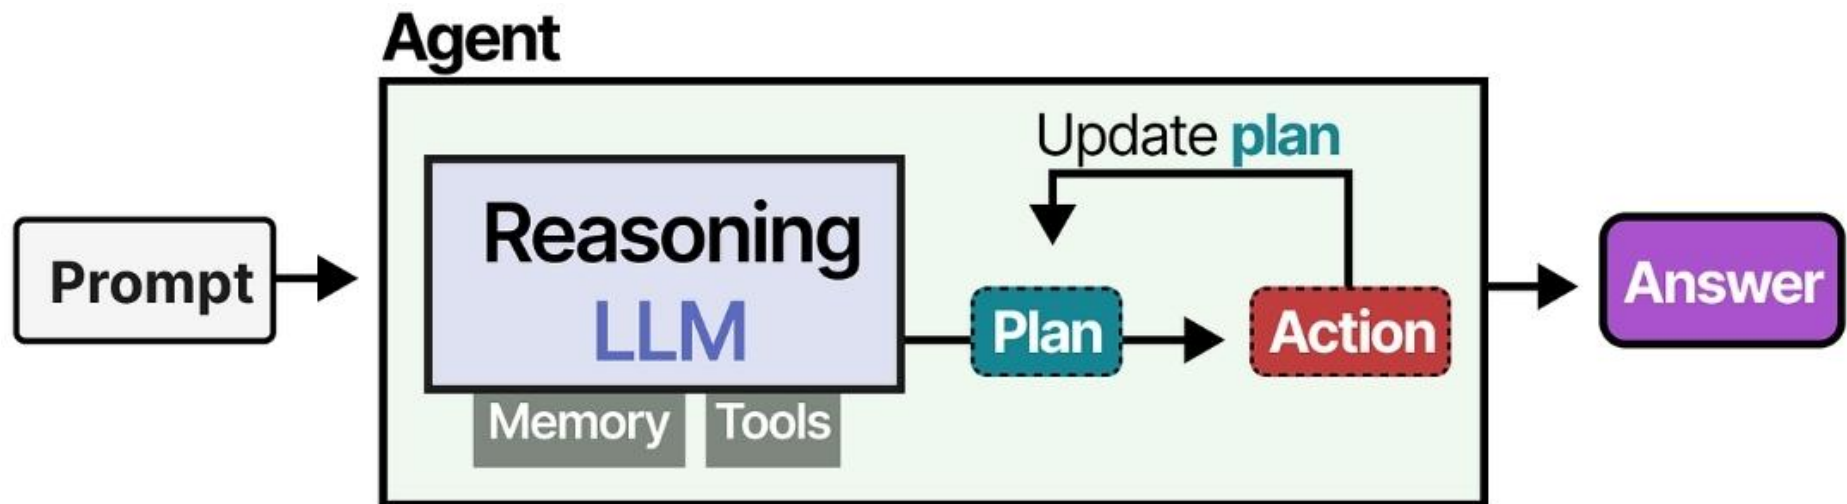 Agent
Update plan
Reasoning
LLM
Prompt
Plan
Action
Answer
Memory
Tools